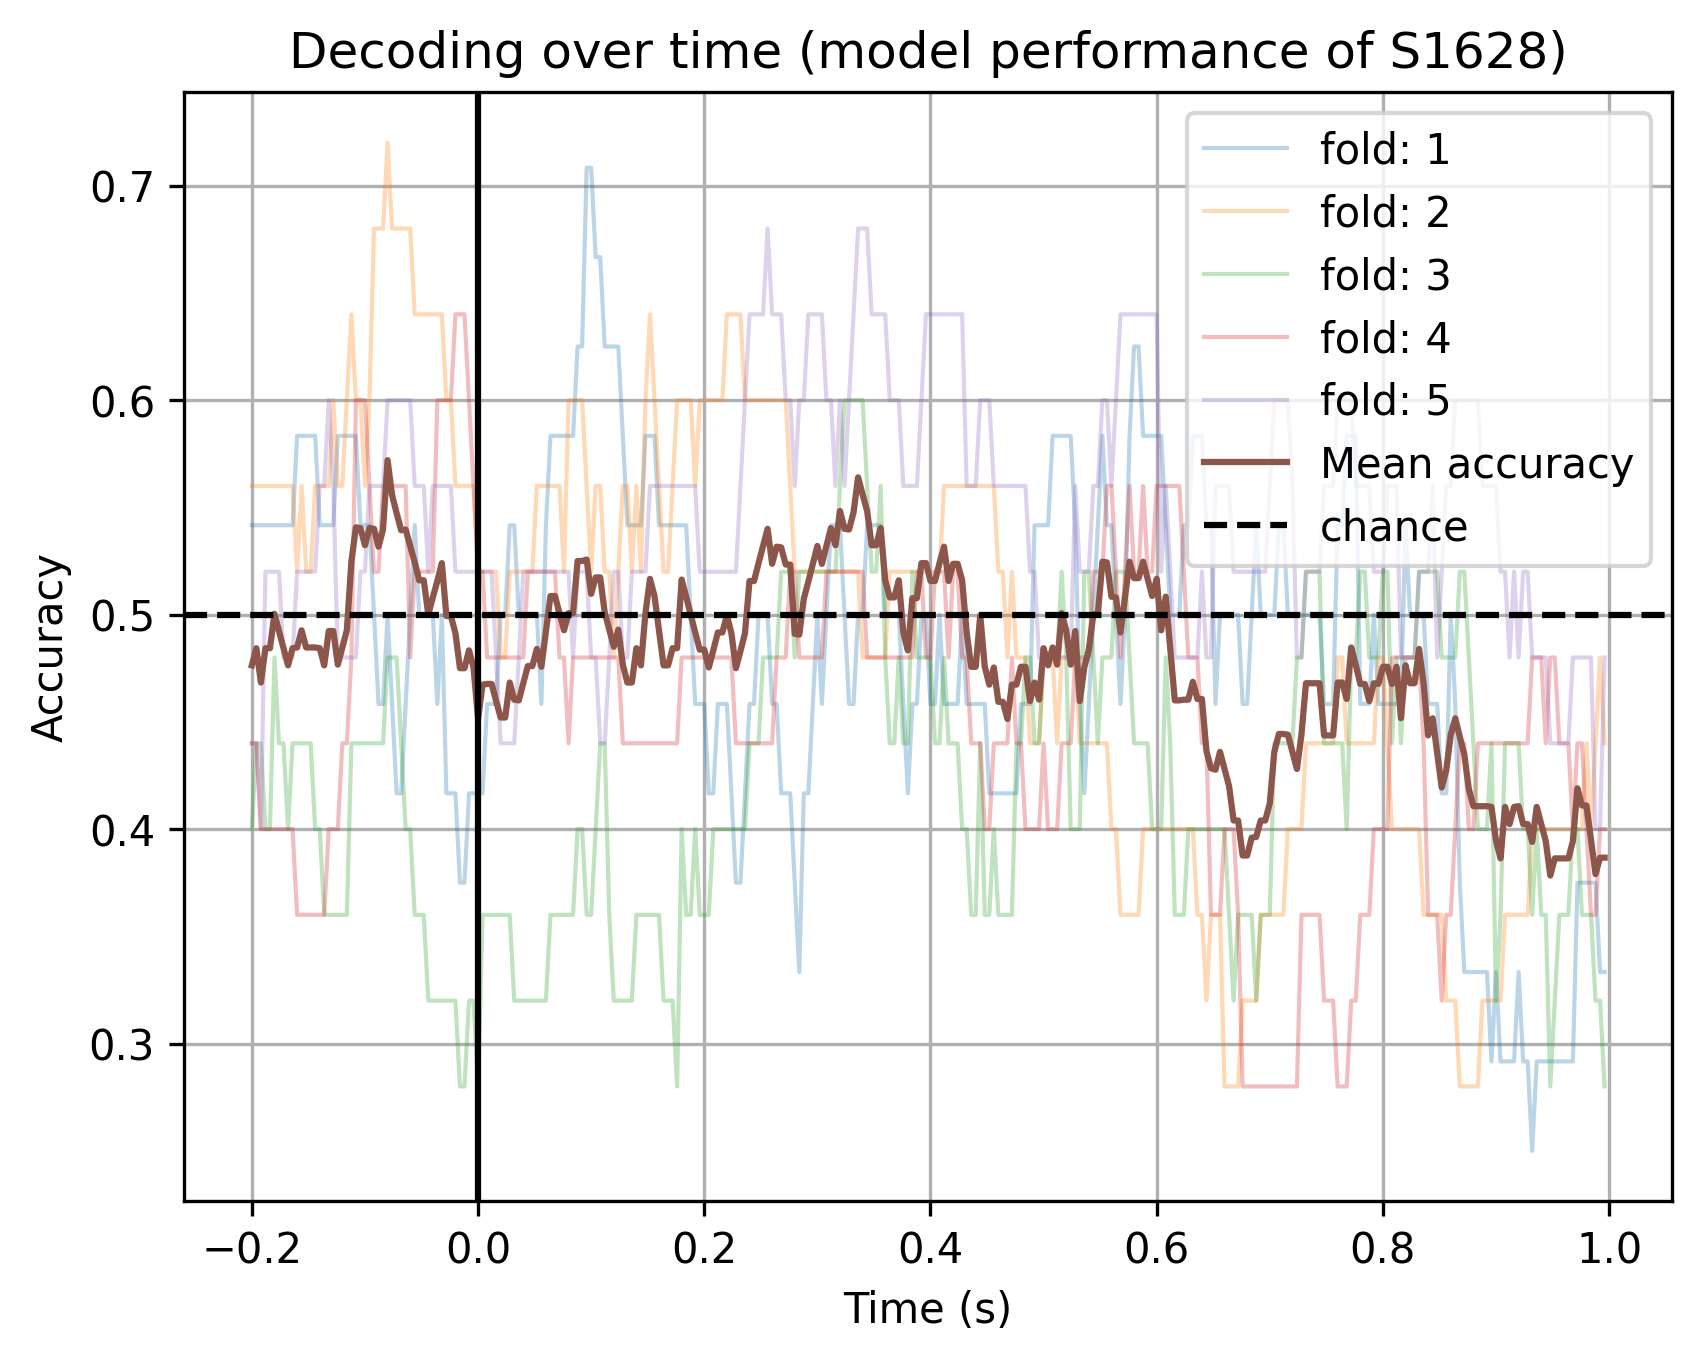 Decoding over time (model performance of S1628)
Accuracy
0.7
0.6
0.5
0.4
0.3
fold: 1
fold: 2
fold: 3
fold: 4
fold: 5
Mean accuracy
chance
−0.2 0.0 0.2 0.4 0.6 0.8 1.0
Time (s)